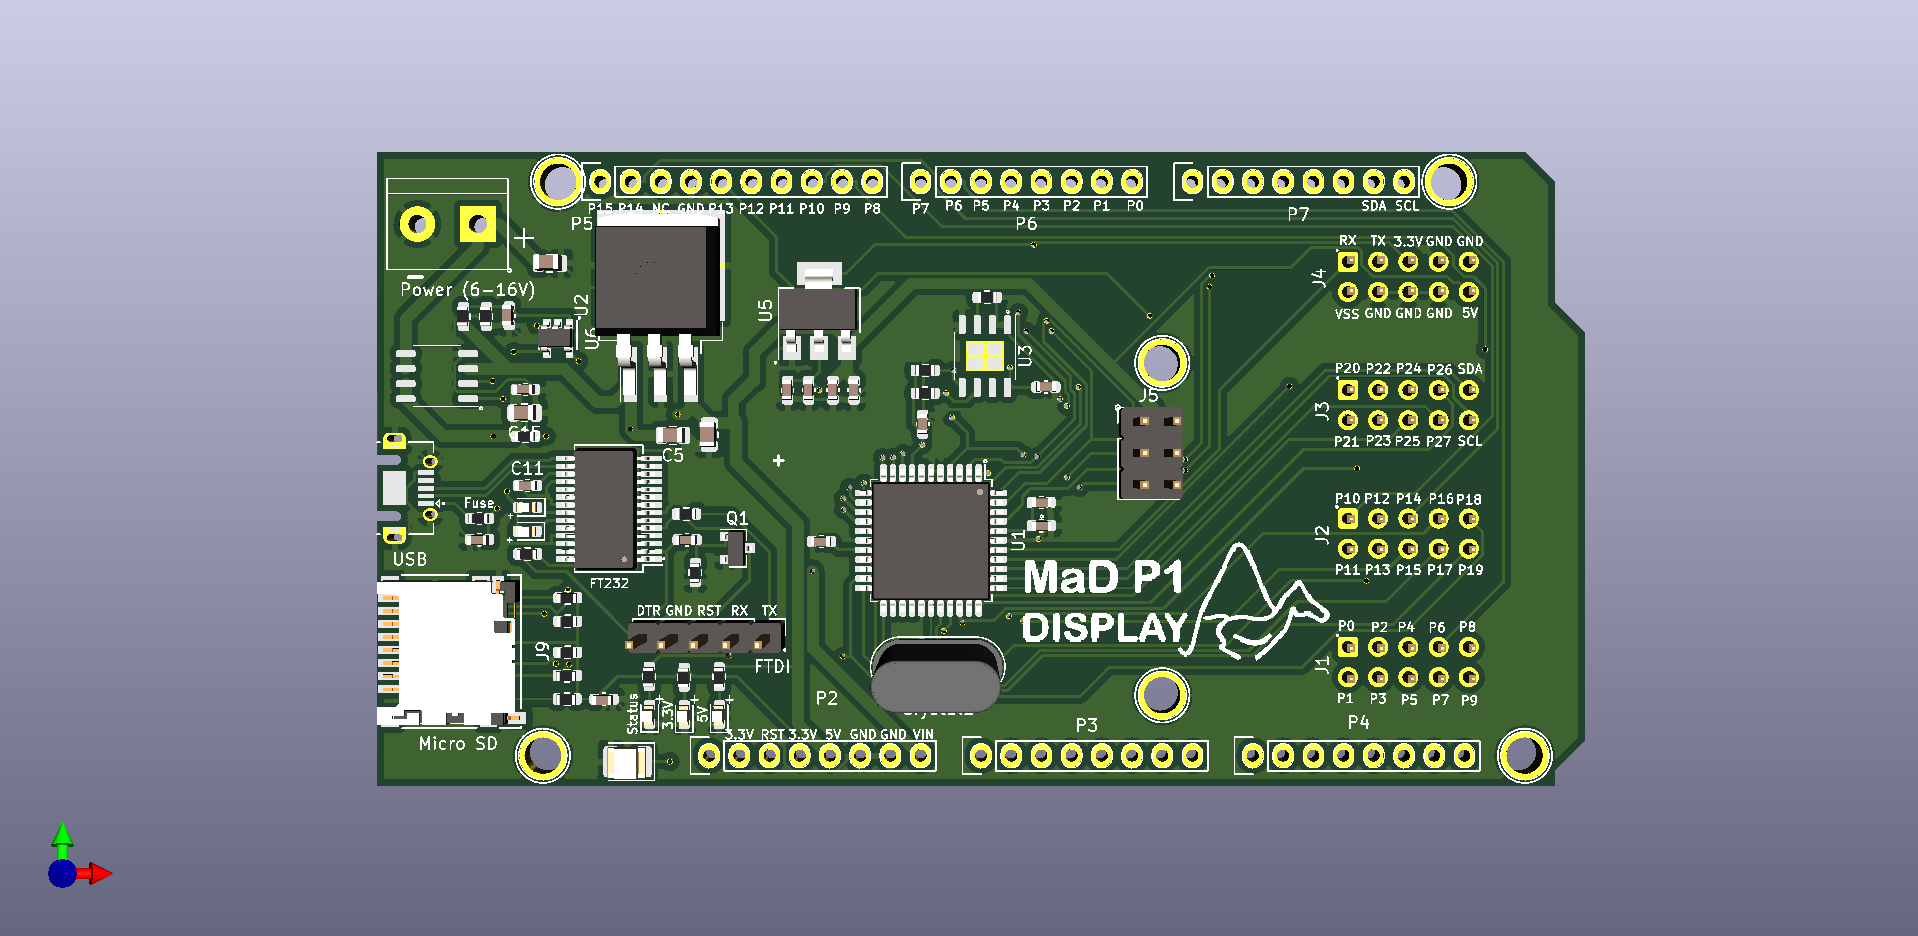 P15 P14 NC GND P13 P12 P11 P10 P9 P8
P7 P6 P5 P4 P3 P2 P1 P0
SDA SCL
P5
P6
P7
+
-
Power (6-16V)
U2
U6
U5
U3
RX TX 3.3V GND GND
J4
VSS GND GND GND 5V
P20 P22 P24 P26 SDA
J3
P21 P23 P25 P27 SCL
J5
C5
C11
Fuse
USB
FT232
Q1
U1
P10 P12 P14 P16 P18
J2
P11 P13 P15 P17 P19
MaD P1
DISPLAY
DTR GND RST RX TX
FTDI
J9
P0 P2 P4 P6 P8
J1
P1 P3 P5 P7 P9
Status
3.3V
5V
P2
P3
P4
Micro SD
3.3V RST 3.3V 5V GND GND VIN